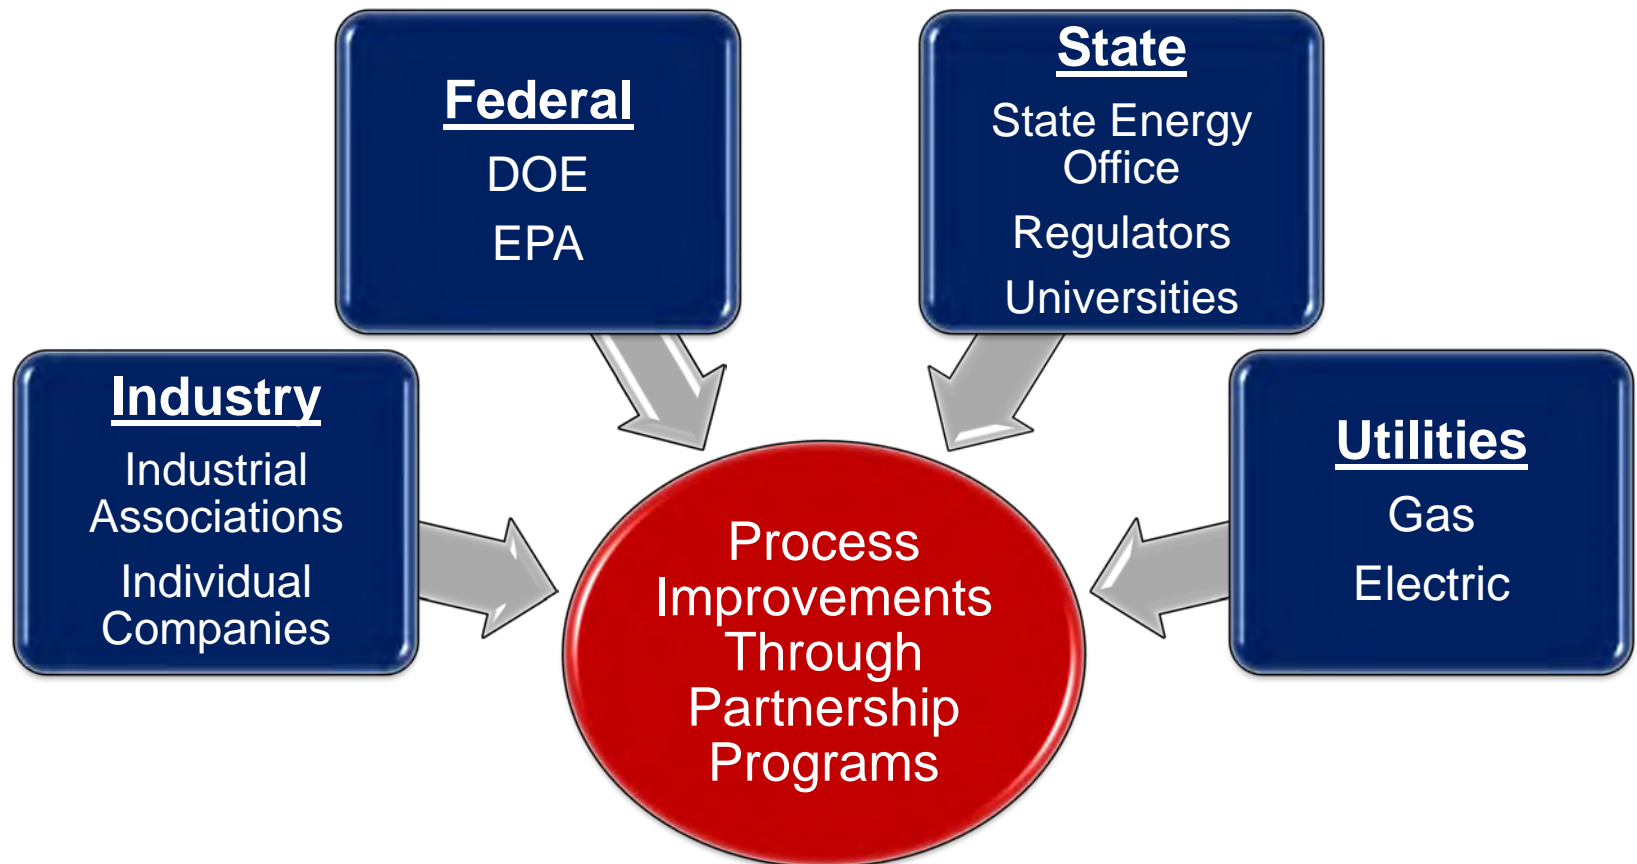 Federal
DOE
EPA
State
State Energy
Office
Regulators
Universities
Industry
Industrial
Associations
Individual
Companies
Utilities
Gas
Electric
Process
Improvements
Through
Partnership
Programs